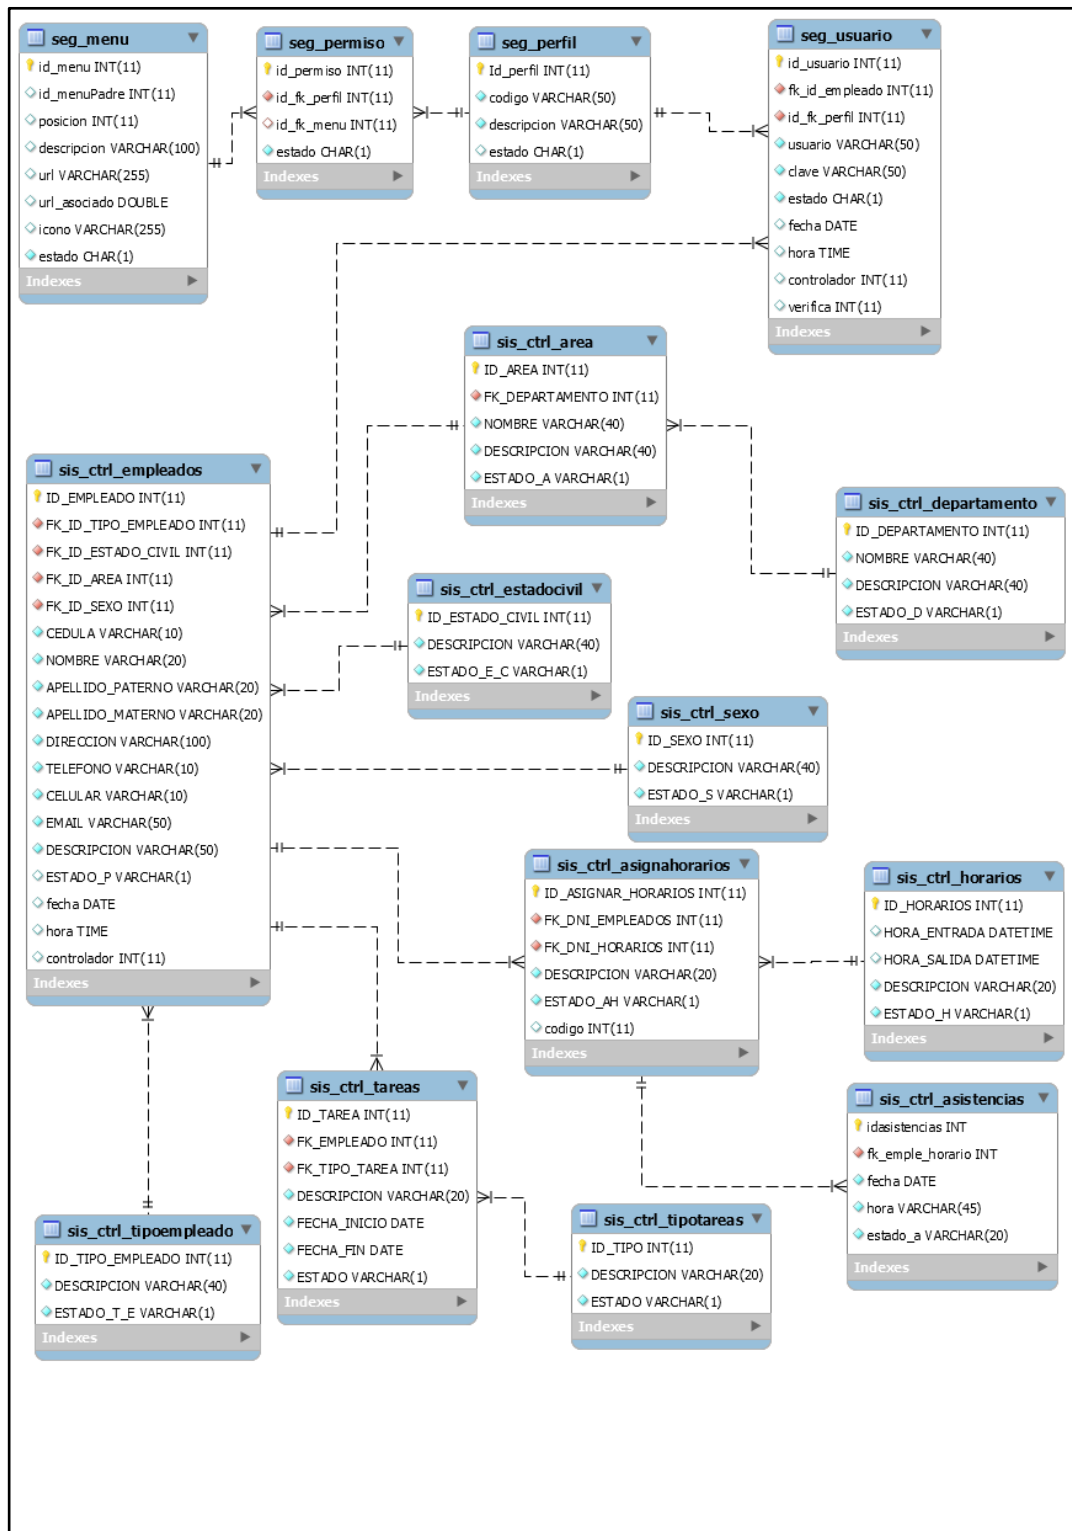 seg_menu
id_menu INT(11)
id_menuPadre INT(11)
posicion INT(11)
descripcion VARCHAR(100)
url VARCHAR(255)
url_asociado DOUBLE
icono VARCHAR(255)
estado CHAR(1)
Indexes
seg_permiso
id_permiso INT(11)
id_fk_perfil INT(11)
id_fk_menu INT(11)
estado CHAR(1)
Indexes
seg_perfil
Id_perfil INT(11)
codigo VARCHAR(50)
descripcion VARCHAR(50)
estado CHAR(1)
Indexes
seg_usuario
id_usuario INT(11)
fk_id_empleado INT(11)
id_fk_perfil INT(11)
usuario VARCHAR(50)
clave VARCHAR(50)
estado CHAR(1)
fecha DATE
hora TIME
controlador INT(11)
verifica INT(11)
Indexes
sis_ctrl_area
ID_AREA INT(11)
FK_DEPARTAMENTO INT(11)
NOMBRE VARCHAR(40)
DESCRIPCION VARCHAR(40)
ESTADO_A VARCHAR(1)
Indexes
sis_ctrl_empleados
ID_EMPLEADO INT(11)
FK_ID_TIPO_EMPLEADO INT(11)
FK_ID_ESTADO_CIVIL INT(11)
FK_ID_AREA INT(11)
FK_ID_SEXO INT(11)
CEDULA VARCHAR(10)
NOMBRE VARCHAR(20)
APELLIDO_PATERNO VARCHAR(20)
APELLIDO_MATERNO VARCHAR(20)
DIRECCION VARCHAR(100)
TELEFONO VARCHAR(10)
CELULAR VARCHAR(10)
EMAIL VARCHAR(50)
DESCRIPCION VARCHAR(50)
ESTADO_P VARCHAR(1)
fecha DATE
hora TIME
controlador INT(11)
Indexes
sis_ctrl_departamento
ID_DEPARTAMENTO INT(11)
NOMBRE VARCHAR(40)
DESCRIPCION VARCHAR(40)
ESTADO_D VARCHAR(1)
Indexes
sis_ctrl_estadocivil
ID_ESTADO_CIVIL INT(11)
DESCRIPCION VARCHAR(40)
ESTADO_E_C VARCHAR(1)
Indexes
sis_ctrl_sexo
ID_SEXO INT(11)
DESCRIPCION VARCHAR(40)
ESTADO_S VARCHAR(1)
Indexes
sis_ctrl_asignahorarios
ID_ASIGNAR_HORARIOS INT(11)
FK_DNI_EMPLEADOS INT(11)
FK_DNI_HORARIOS INT(11)
DESCRIPCION VARCHAR(20)
ESTADO_AH VARCHAR(1)
codigo INT(11)
Indexes
sis_ctrl_horarios
ID_HORARIOS INT(11)
HORA_ENTRADA DATETIME
HORA_SALIDA DATETIME
DESCRIPCION VARCHAR(20)
ESTADO_H VARCHAR(1)
Indexes
sis_ctrl_tareas
ID_TAREA INT(11)
FK_EMPLEADO INT(11)
FK_TIPO_TAREA INT(11)
DESCRIPCION VARCHAR(20)
FECHA_INICIO DATE
FECHA_FIN DATE
ESTADO VARCHAR(1)
Indexes
sis_ctrl_asistencias
idasistencias INT
fk_emple_horario INT
fecha DATE
hora VARCHAR(45)
estado_a VARCHAR(20)
Indexes
sis_ctrl_tipoempleado
ID_TIPO_EMPLEADO INT(11)
DESCRIPCION VARCHAR(40)
ESTADO_T_E VARCHAR(1)
Indexes
sis_ctrl_tipotareas
ID_TIPO INT(11)
DESCRIPCION VARCHAR(20)
ESTADO VARCHAR(1)
Indexes